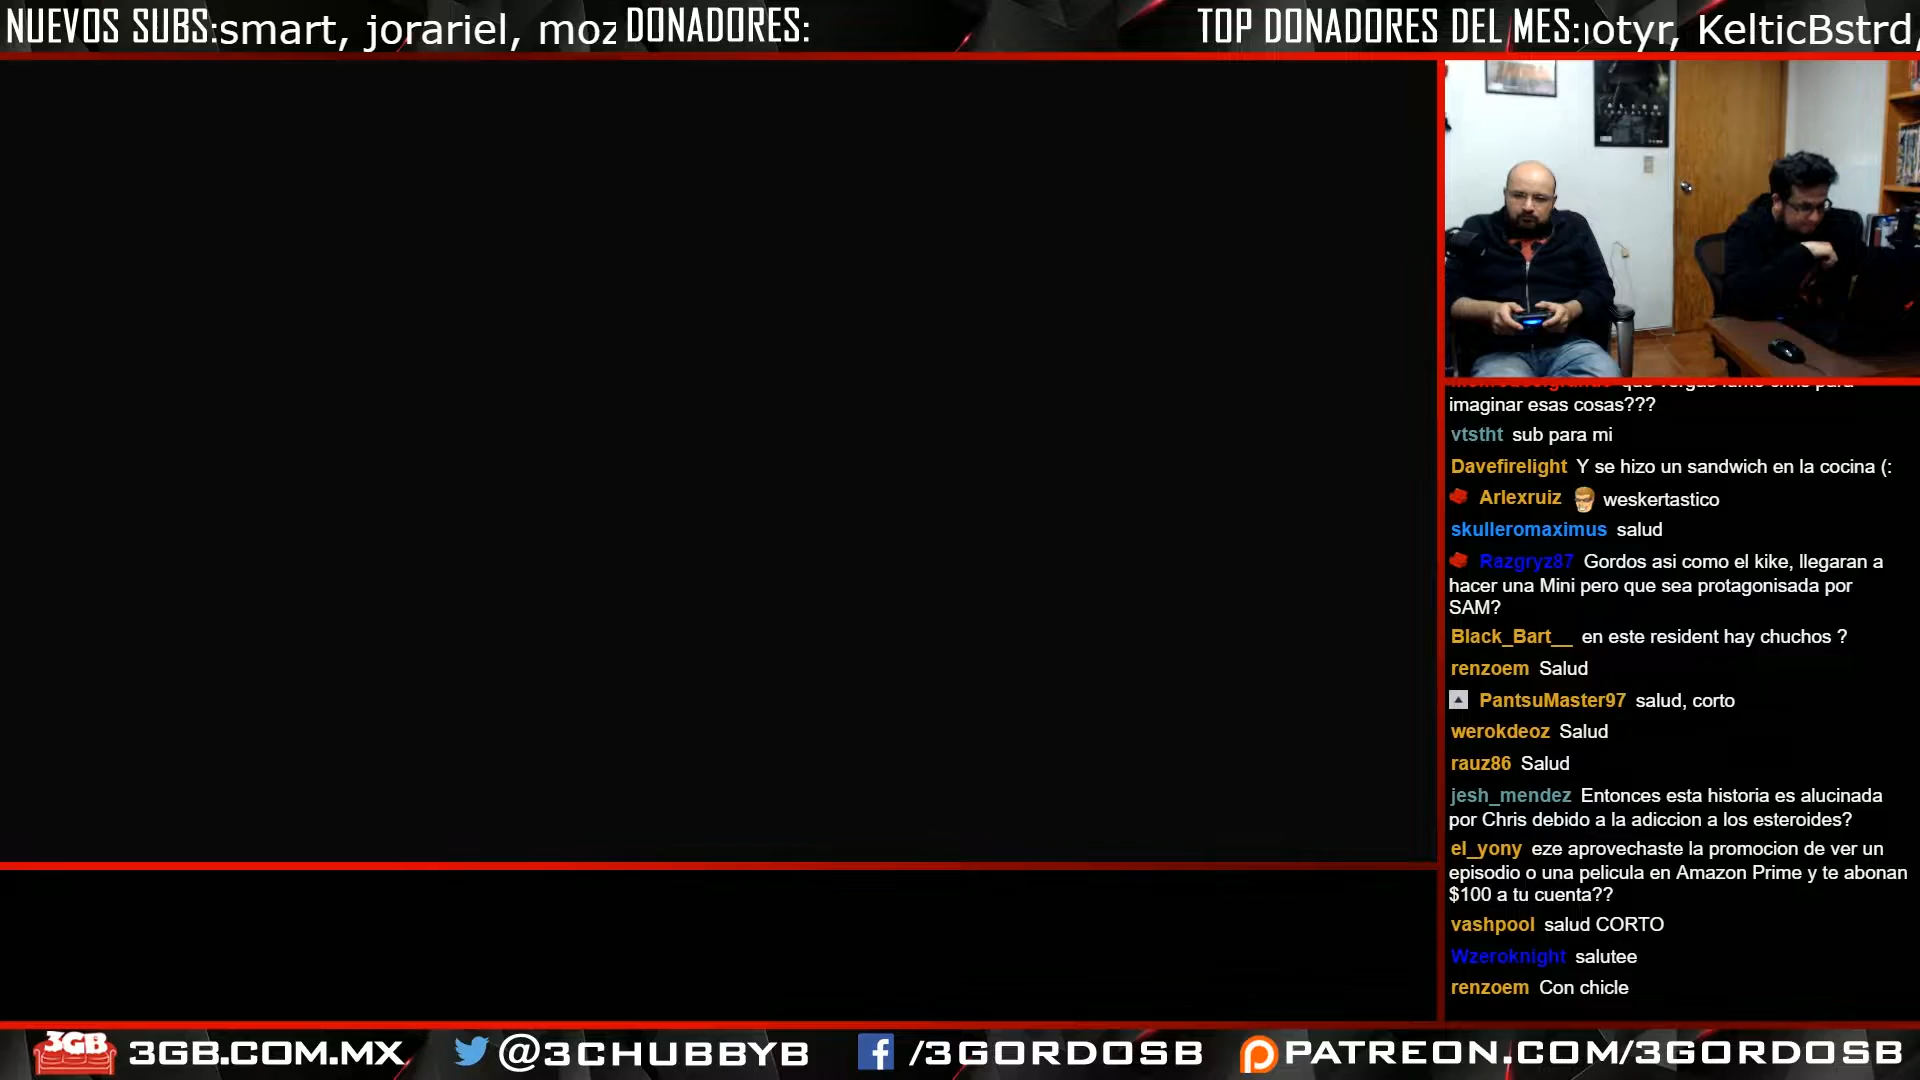 NUEVOS SUBS:smart, jorariel, moz DONADORES: TOP DONADORES DEL MES:otyr, KelticBstrd,
ALIEN
imaginar esas cosas???
vtstht sub para mi
Davefirelight Y se hizo un sandwich en la cocina (:
Arlexruiz weskertastico
skulleromaximus salud
Razgryz87 Gordos asi como el kike, llegaran a
hacer una Mini pero que sea protagonisada por
SAM?
Black_Bart__ en este resident hay chuchos ?
renzoem Salud
PantsuMaster97 salud, corto
werokdeoz Salud
rauz86 Salud
jesh_mendez Entonces esta historia es alucinada
por Chris debido a la adiccion a los esteroides?
el_yony eze aprovechaste la promocion de ver un
episodio o una pelicula en Amazon Prime y te abonan
$100 a tu cuenta??
vashpool salud CORTO
Wzeroknight salutee
renzoem Con chicle
3GB 3GB.COM.MX @3CHUBBYB /3GORDOSB PATREON.COM/3GORDOSB